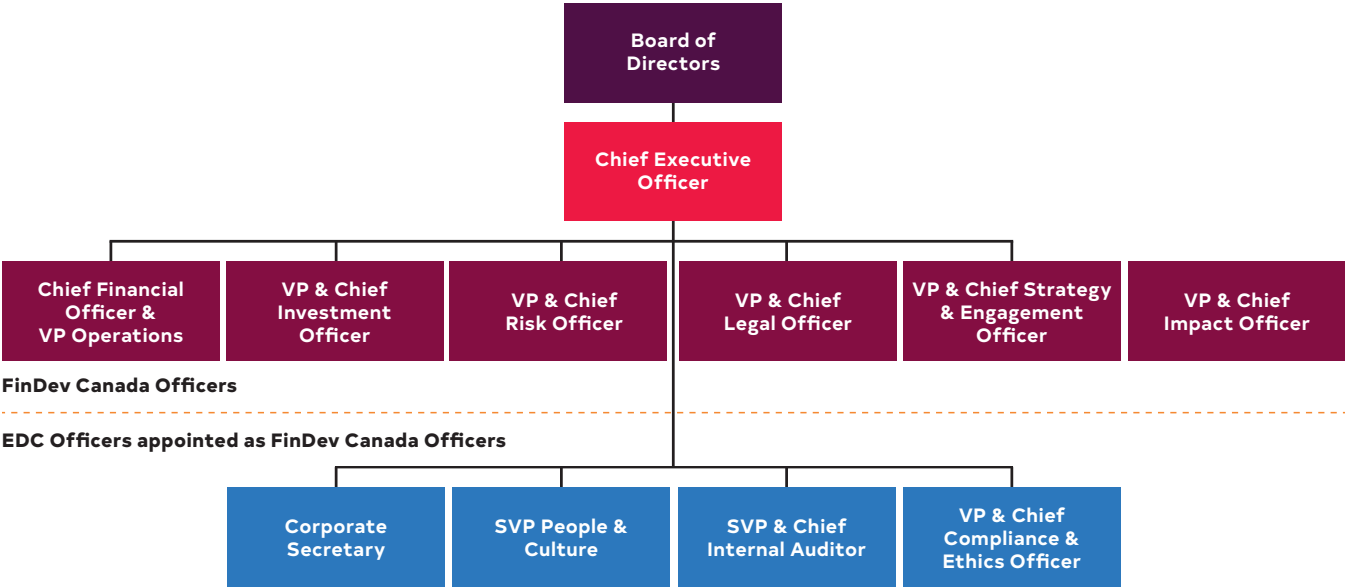 Board of
Directors
Chief Executive
Officer
Chief Financial
Officer &
VP Operations
VP & Chief
Investment
Officer
VP & Chief
Risk Officer
VP & Chief
Legal Officer
VP & Chief Strategy
& Engagement
Officer
VP & Chief
Impact Officer
FinDev Canada Officers
EDC Officers appointed as FinDev Canada Officers
Corporate
Secretary
SVP People &
Culture
SVP & Chief
Internal Auditor
VP & Chief
Compliance &
Ethics Officer